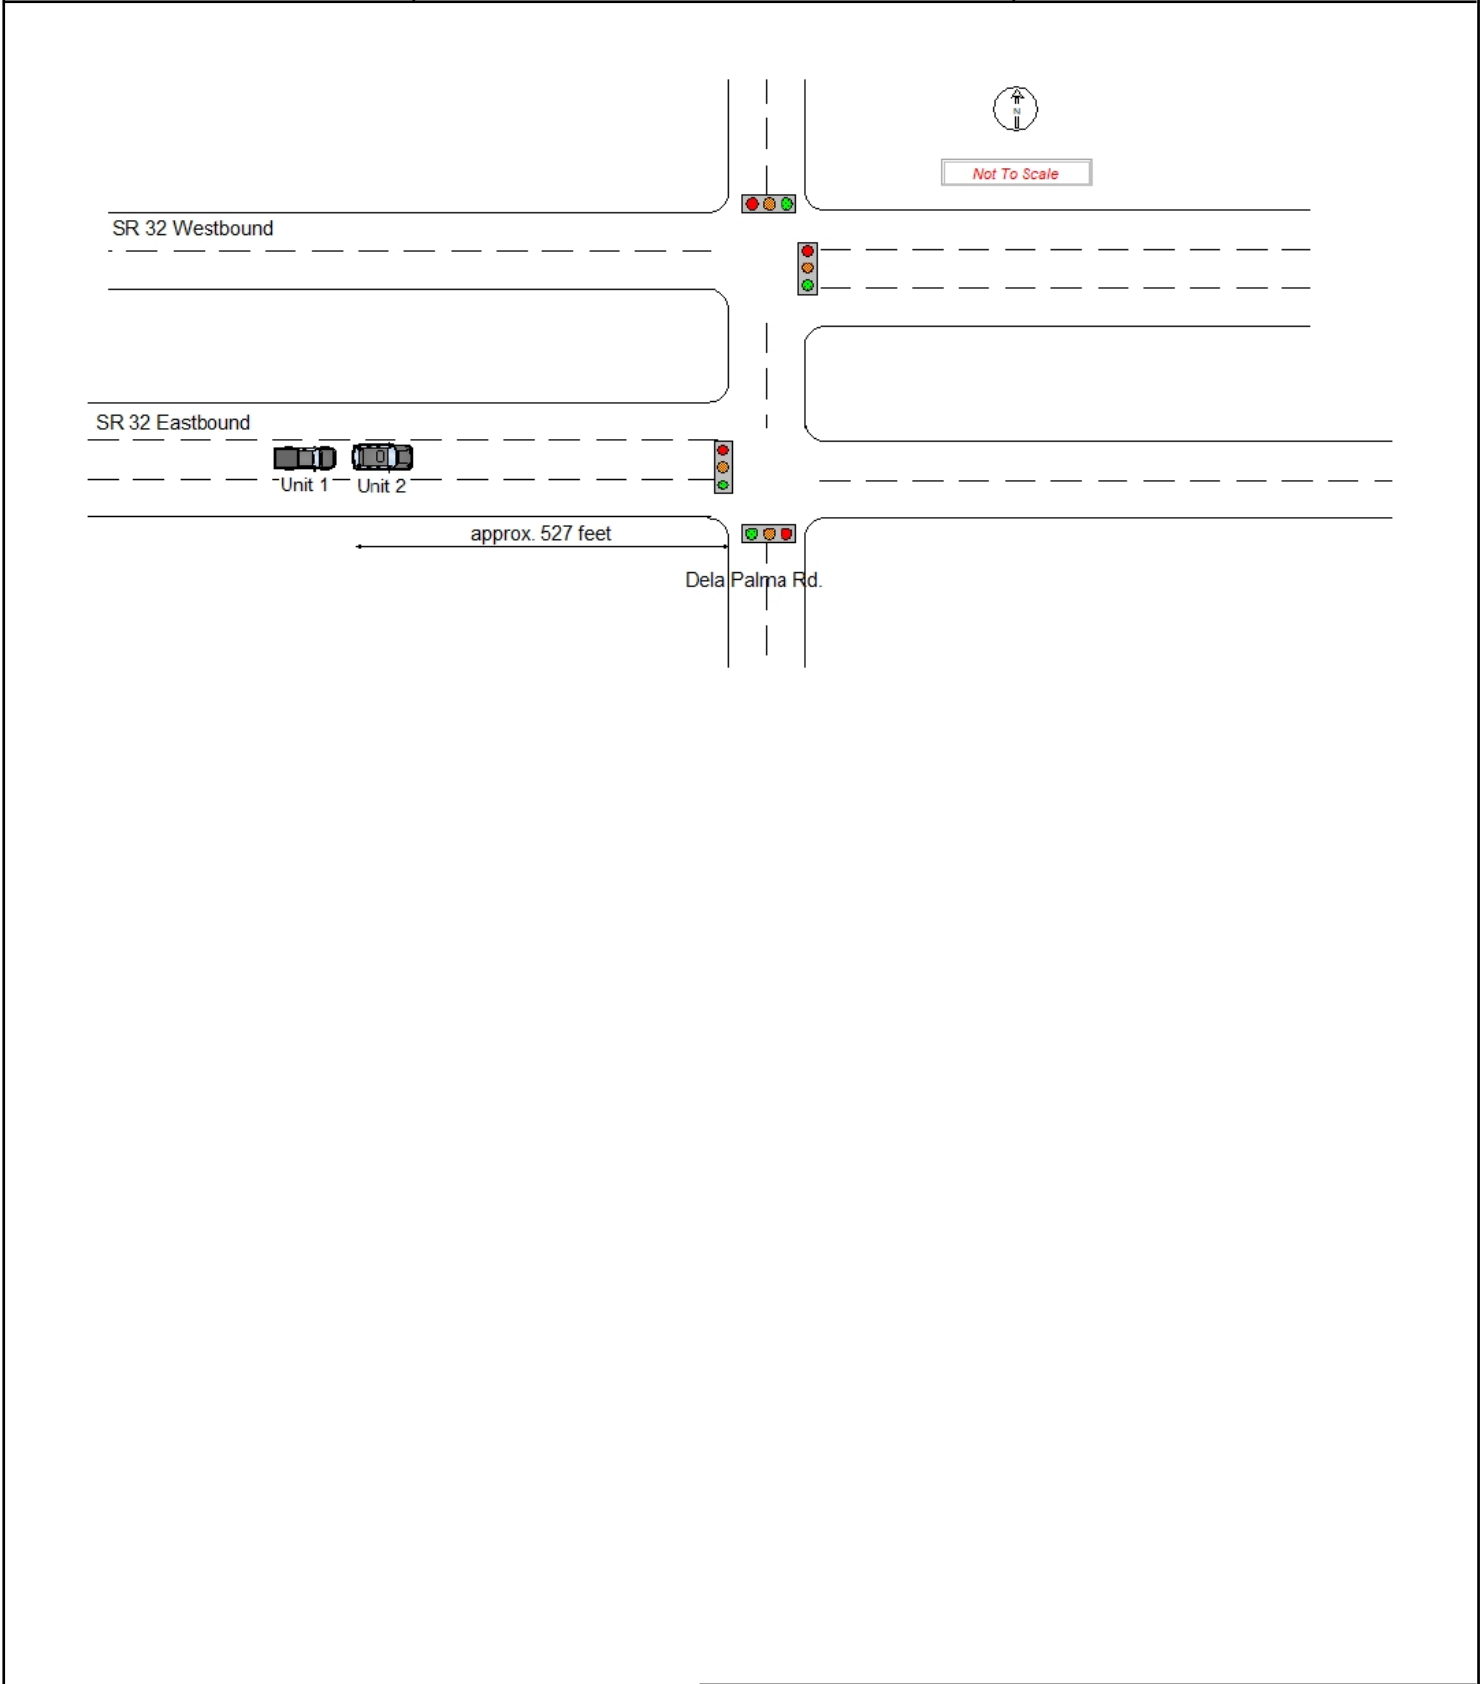 N
Not To Scale
SR 32 Westbound
SR 32 Eastbound
Unit 1
Unit 2
approx. 527 feet
Dela Palma Rd.